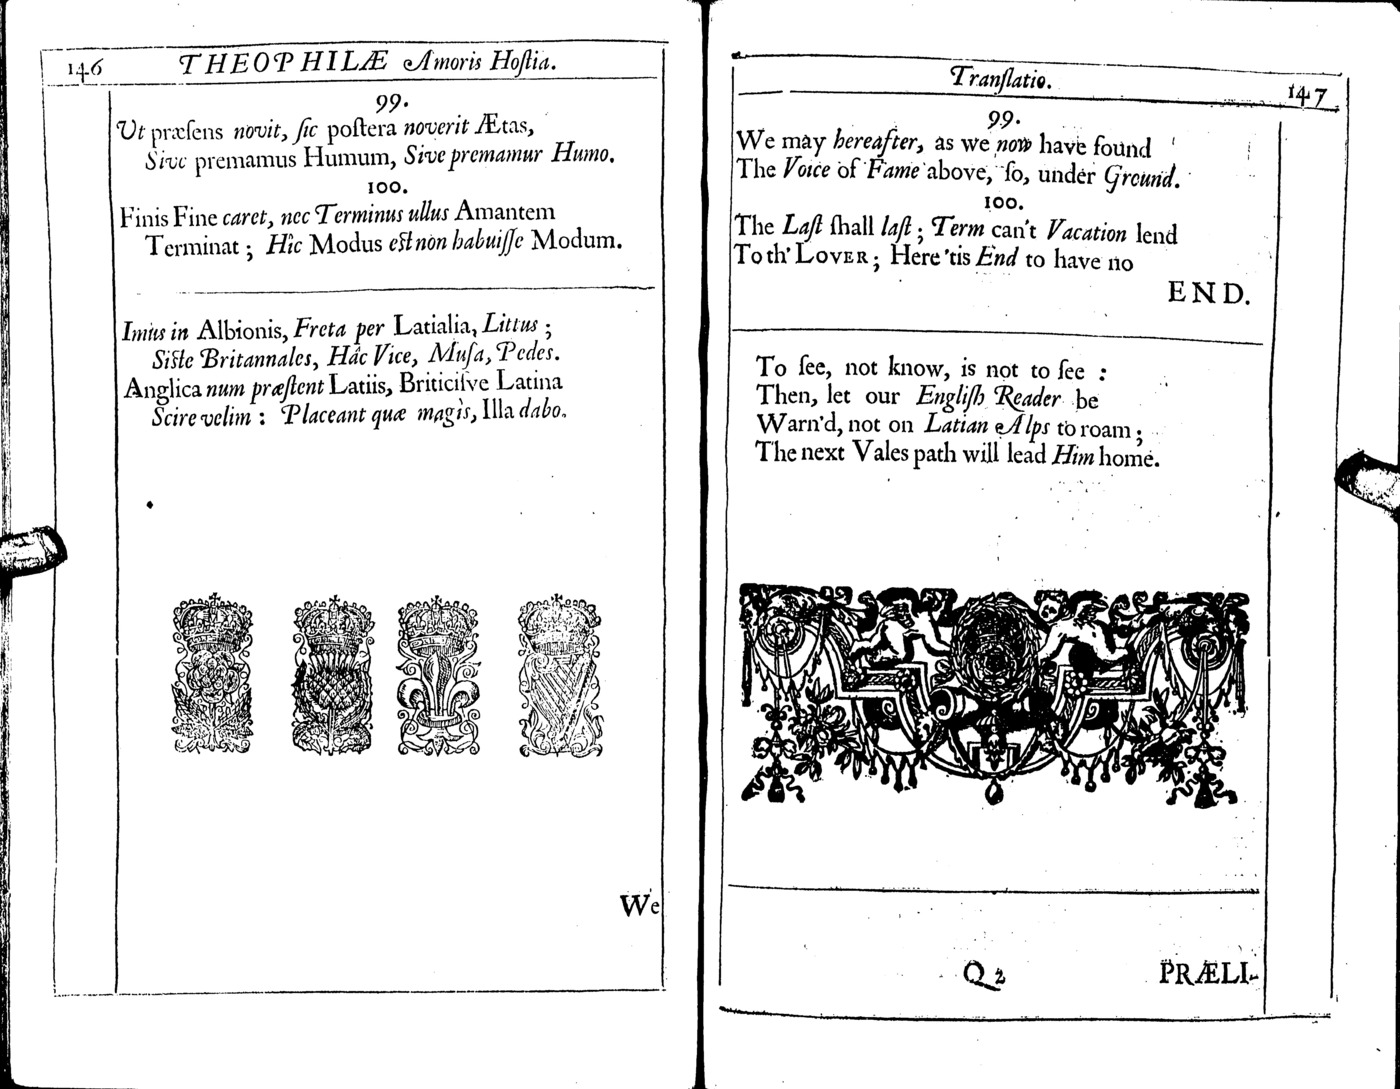 146 THEOPHILÆ Amoris Hoſtia.
99.
Ut præſens novit, ſic poſtera noverit Ætas,
Sive premamus Humum, Sive premamur Humo.
100.
Finis Fine caret, nec Terminus ullus Amantem
Terminat; Hîc Modus eſt non habuiſſe Modum.
Imus in Albionis, Freta per Latialia, Littus;
Siſte Britannales, Hâc Vice, Muſa, Pedes.
Anglica num præſtent Latiis, Briticiſve Latina
Scire velim: Placeant quæ magìs, Illa dabo.
We
Tranſlatio. 147
99.
We may hereafter, as we now have found
The Voice of Fame above, ſo, under Ground.
100.
The Laſt ſhall laſt; Term can't Vacation lend
To th' LOVER; Here 'tis End to have no
END.
To ſee, not know, is not to ſee:
Then, let our Engliſh Reader be
Warn'd, not on Latian Alps to roam;
The next Vales path will lead Him home.
Q 2 PRÆLI-